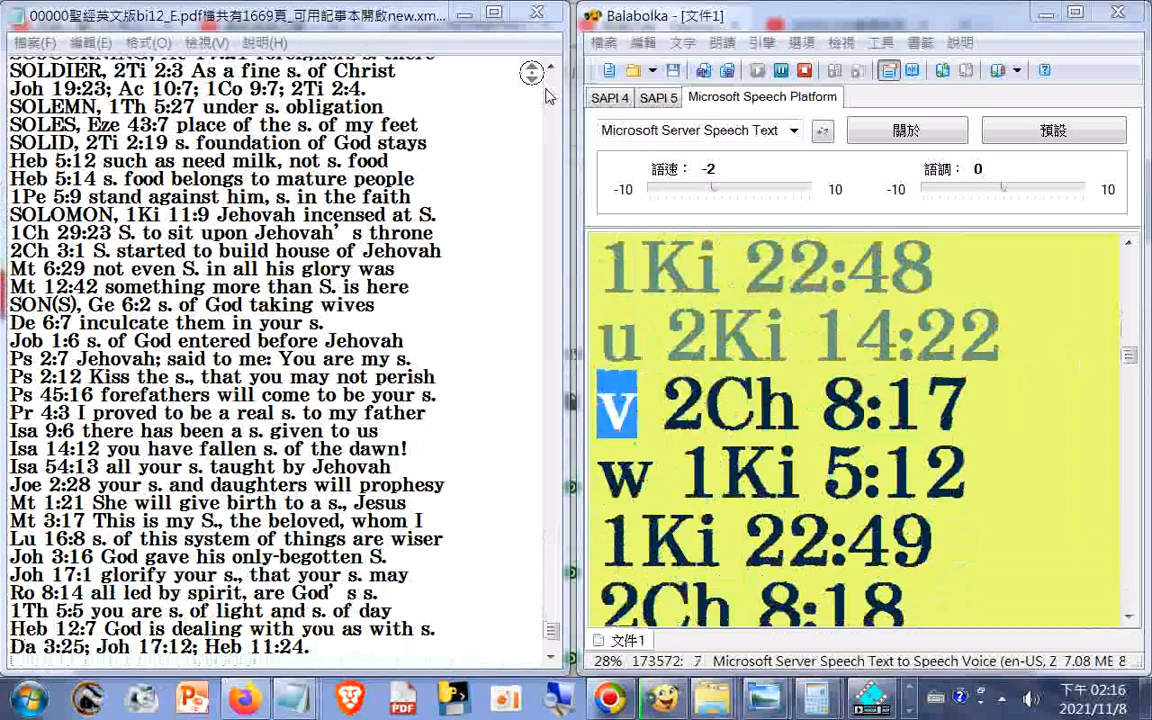 00000聖經英文版bi12_E.pdf檔共有1669頁_可用記事本開啟new.xm...
檔案(F) 編輯(E) 格式(O) 檢視(V) 說明(H)
SOLDIER, 2Ti 2:3 As a fine s. of Christ
Joh 19:23; Ac 10:7; 1Co 9:7; 2Ti 2:4.
SOLEMN, 1Th 5:27 under s. obligation
SOLES, Eze 43:7 place of the s. of my feet
SOLID, 2Ti 2:19 s. foundation of God stays
Heb 5:12 such as need milk, not s. food
Heb 5:14 s. food belongs to mature people
1Pe 5:9 stand against him, s. in the faith
SOLOMON, 1Ki 11:9 Jehovah incensed at S.
1Ch 29:23 S. to sit upon Jehovah’s throne
2Ch 3:1 S. started to build house of Jehovah
Mt 6:29 not even S. in all his glory was
Mt 12:42 something more than S. is here
SON(S), Ge 6:2 s. of God taking wives
De 6:7 inculcate them in your s.
Job 1:6 s. of God entered before Jehovah
Ps 2:7 Jehovah; said to me: You are my s.
Ps 2:12 Kiss the s., that you may not perish
Ps 45:16 forefathers will come to be your s.
Pr 4:3 I proved to be a real s. to my father
Isa 9:6 there has been a s. given to us
Isa 14:12 you have fallen s. of the dawn!
Isa 54:13 all your s. taught by Jehovah
Joe 2:28 your s. and daughters will prophesy
Mt 1:21 She will give birth to a s., Jesus
Mt 3:17 This is my S., the beloved, whom I
Lu 16:8 s. of this system of things are wiser
Joh 3:16 God gave his only-begotten S.
Joh 17:1 glorify your s., that your s. may
Ro 8:14 all led by spirit, are God’s s.
1Th 5:5 you are s. of light and s. of day
Heb 12:7 God is dealing with you as with s.
Da 3:25; Joh 17:12; Heb 11:24.
Balabolka - [文件1]
檔案 編輯 文字 朗讀 引擎 選項 檢視 工具 書籤 說明
SAPI 4 SAPI 5 Microsoft Speech Platform
Microsoft Server Speech Text 關於 預設
語速: -2 語調: 0
-10 10 -10 10
1Ki 22:48
u 2Ki 14:22
v 2Ch 8:17
w 1Ki 5:12
1Ki 22:49
2Ch 8:18
文件1
28% 173572: 7 Microsoft Server Speech Text to Speech Voice (en-US, Z 7.08 MB 8
下午 02:16
2021/11/8